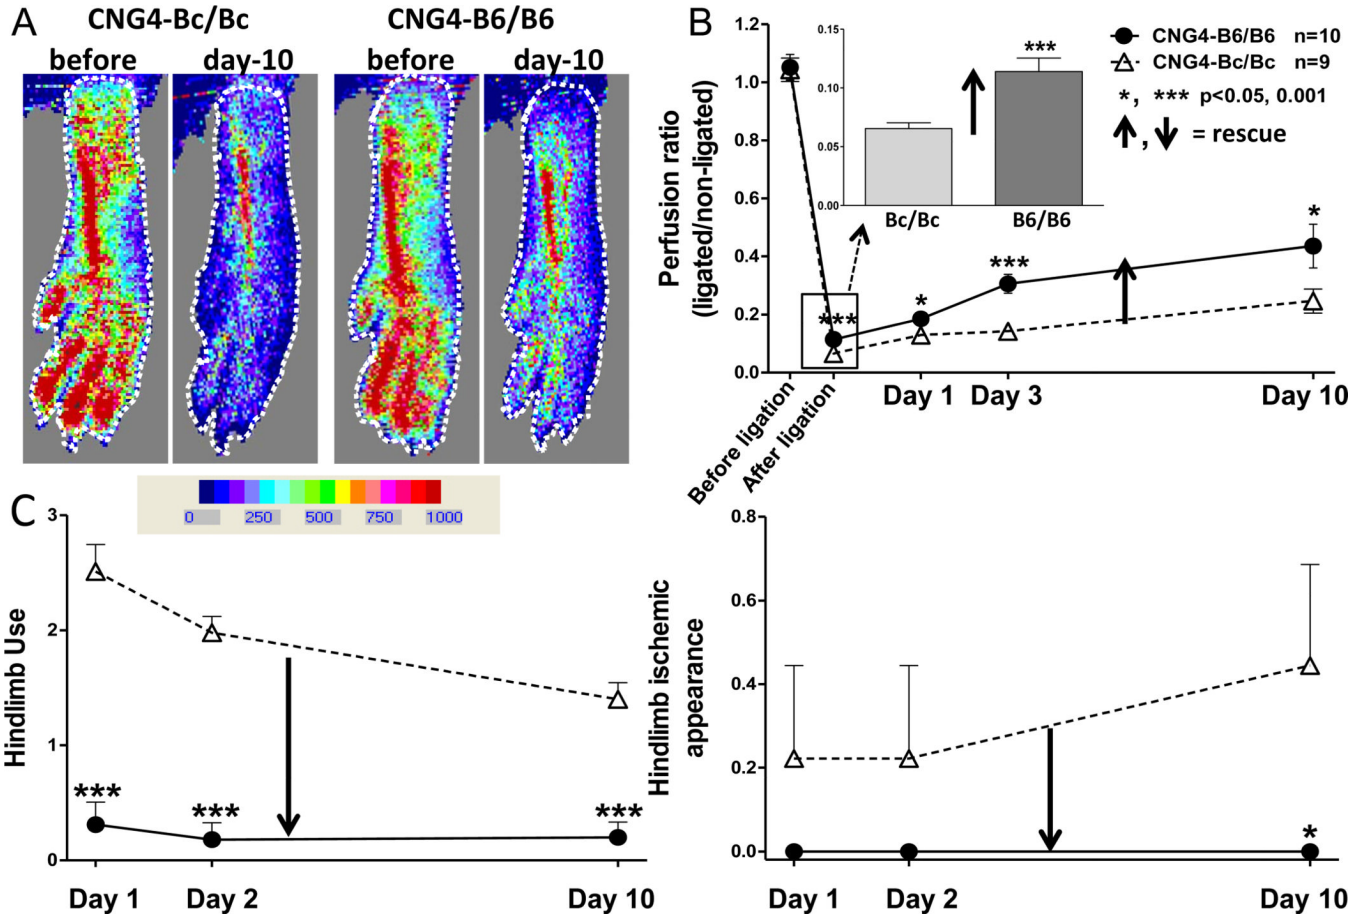 A
CNG4-Bc/Bc
CNG4-B6/B6
before
day-10
before
day-10
0
250
500
750
1000
B
Perfusion ratio
(ligated/non-ligated)
1.2
1.0
0.8
0.6
0.4
0.2
0.0
0.15
0.10
0.05
0.00
***
Bc/Bc
B6/B6
CNG4-B6/B6 n=10
CNG4-Bc/Bc n=9
*, *** p<0.05, 0.001
, = rescue
***
*
***
*
Before ligation
After ligation
Day 1
Day 3
Day 10
C
Hindlimb Use
3
2
1
0
***
***
***
Day 1
Day 2
Day 10
Hindlimb ischemic
appearance
0.8
0.6
0.4
0.2
0.0
*
Day 1
Day 2
Day 10